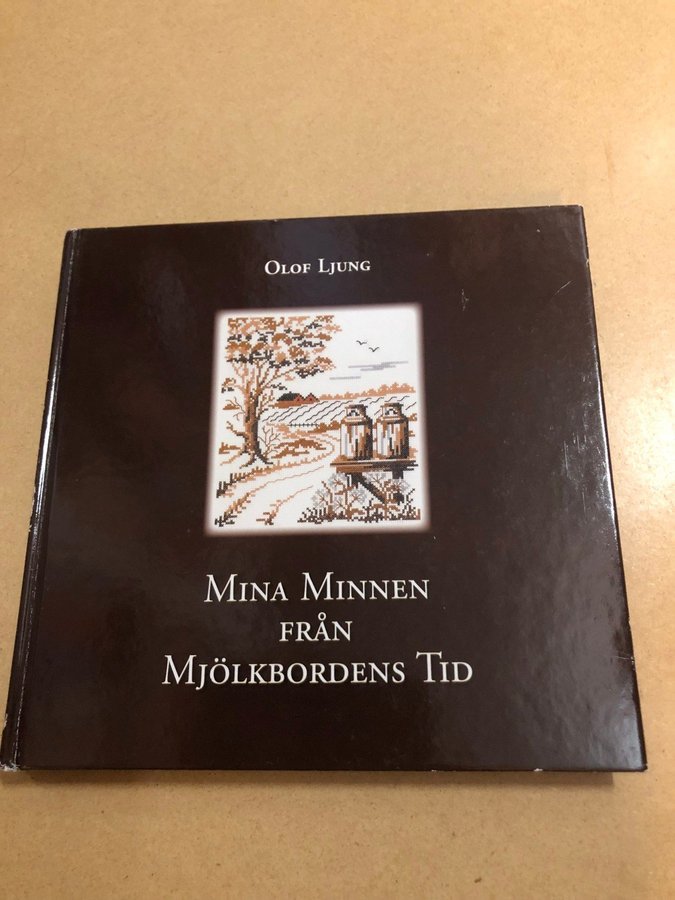 Olof Ljung
Mina Minnen
från
Mjölkbordens Tid